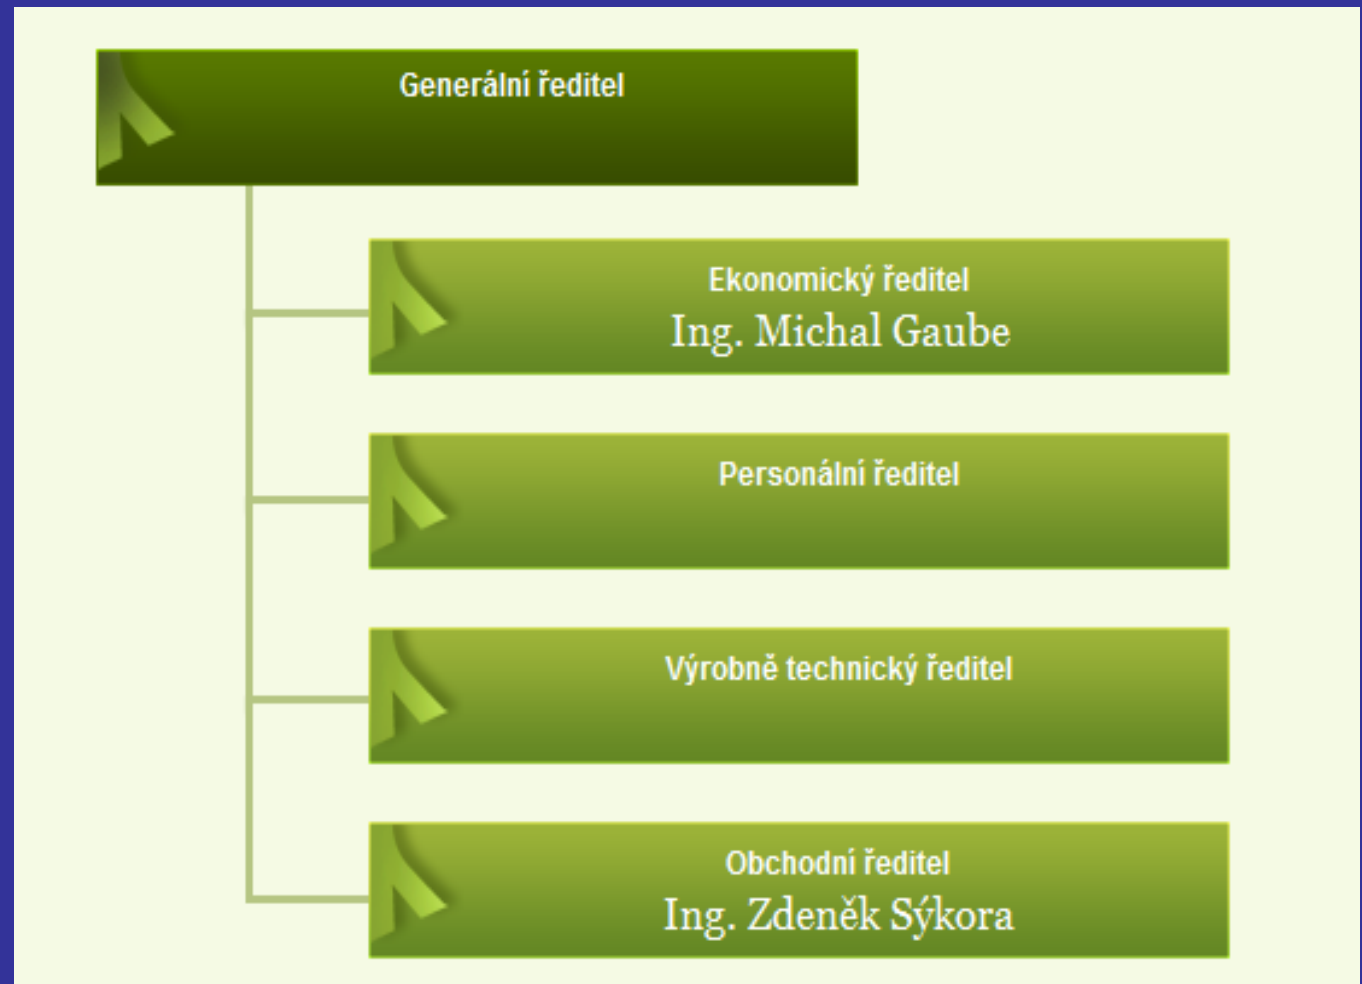 Generální ředitel
Ekonomický ředitel
Ing. Michal Gaube
Personální ředitel
Výrobně technický ředitel
Obchodní ředitel
Ing. Zdeněk Sýkora